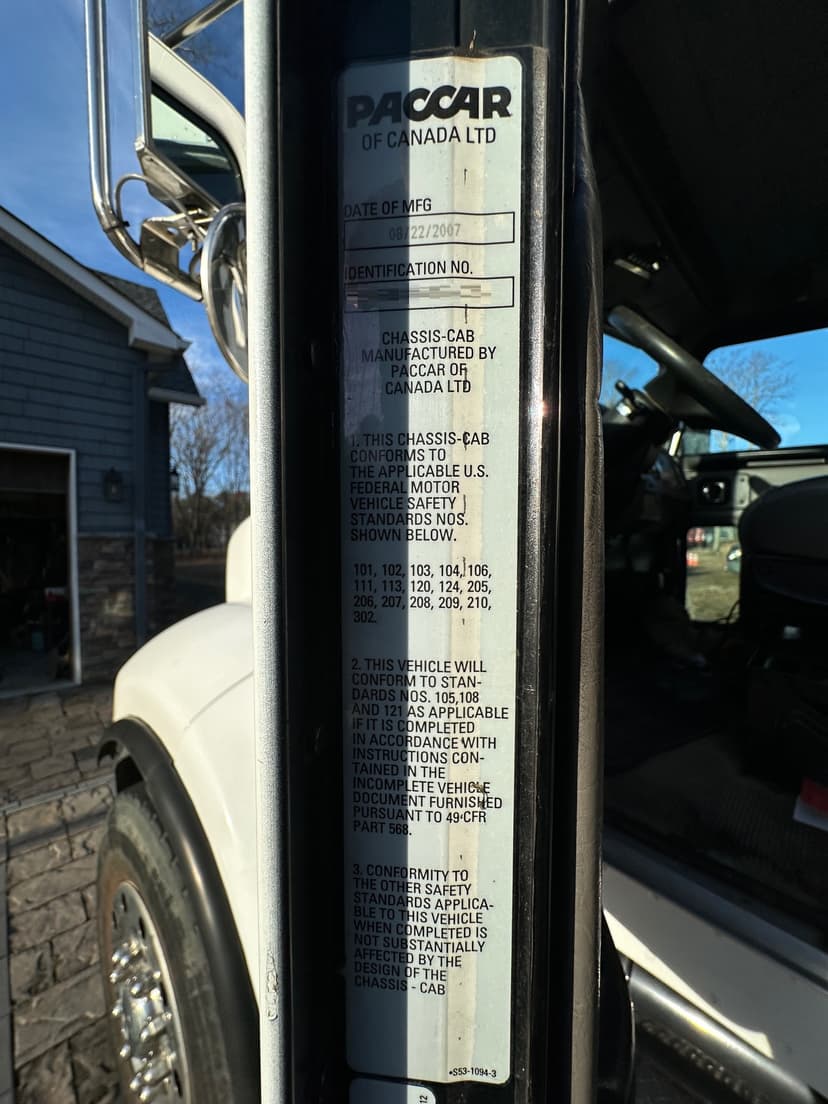 PACCAR
OF CANADA LTD
DATE OF MFG
08/22/2007
IDENTIFICATION NO.
CHASSIS-CAB
MANUFACTURED BY
PACCAR OF
CANADA LTD
1. THIS CHASSIS-CAB
CONFORMS TO
THE APPLICABLE U.S.
FEDERAL MOTOR
VEHICLE SAFETY
STANDARDS NOS.
SHOWN BELOW.
101, 102, 103, 104, 106,
111, 113, 120, 124, 205,
206, 207, 208, 209, 210,
302.
2. THIS VEHICLE WILL
CONFORM TO STAN-
DARDS NOS. 105,108
AND 121 AS APPLICABLE
IF IT IS COMPLETED
IN ACCORDANCE WITH
INSTRUCTIONS CON-
TAINED IN THE
INCOMPLETE VEHICLE
DOCUMENT FURNISHED
PURSUANT TO 49 CFR
PART 568.
3. CONFORMITY TO
THE OTHER SAFETY
STANDARDS APPLICA-
BLE TO THIS VEHICLE
WHEN COMPLETED IS
NOT SUBSTANTIALLY
AFFECTED BY THE
DESIGN OF THE
CHASSIS - CAB
•S53-1094-3
12